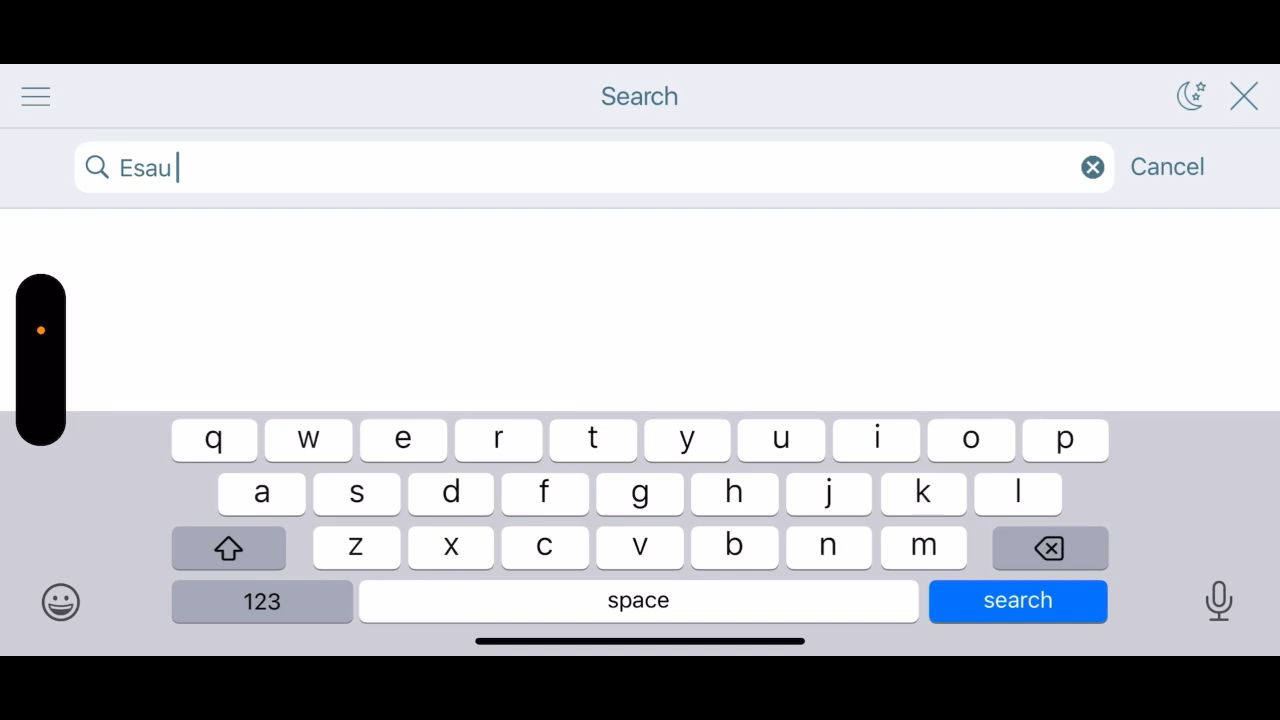 Search
Esau
Cancel
q w e r t y u i o p
a s d f g h j k l
z x c v b n m
123 space search